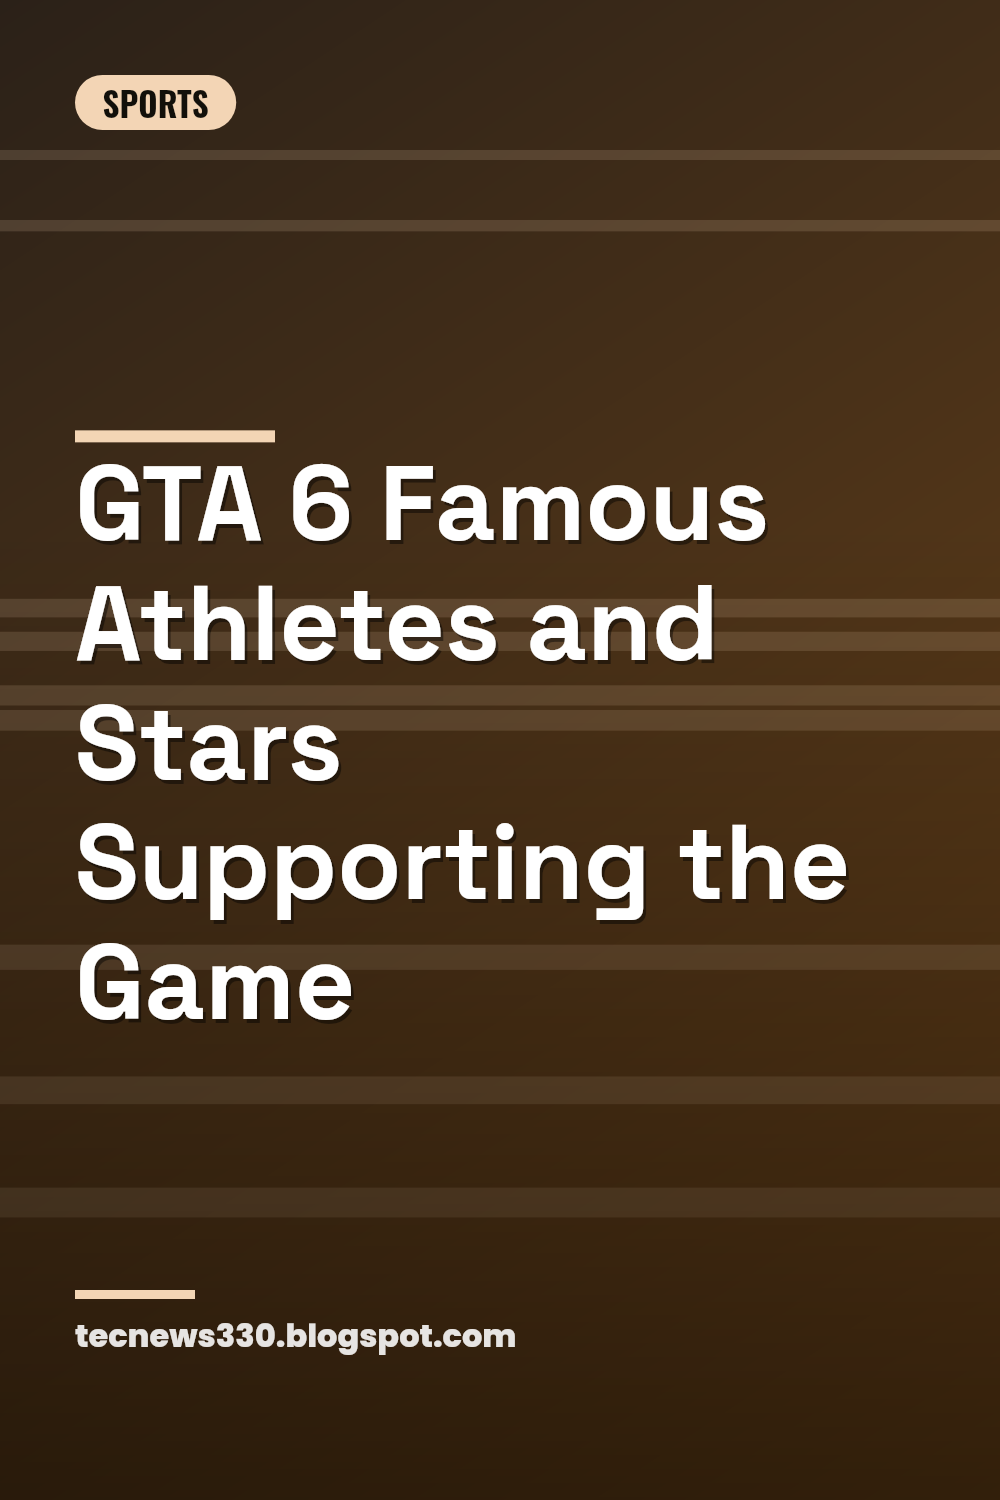 SPORTS
GTA 6 Famous
Athletes and
Stars
Supporting the
Game
tecnews330.blogspot.com